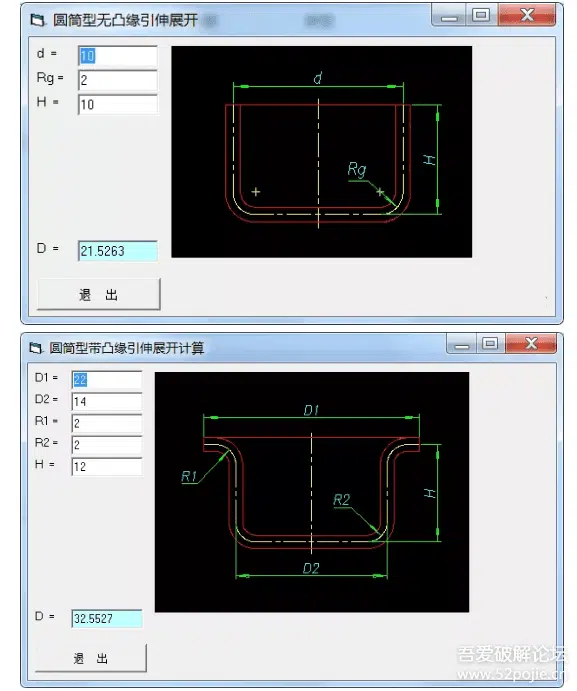 圆筒型无凸缘引伸展开
d =
10
Rg =
2
H =
10
d
Rg
H
D =
21.5263
退 出
圆筒型带凸缘引伸展开计算
D1 =
22
D2 =
14
R1 =
2
R2 =
2
H =
12
D1
R1
R2
H
D2
D =
32.5527
退 出
吾爱破解论坛
www.52pojie.cn